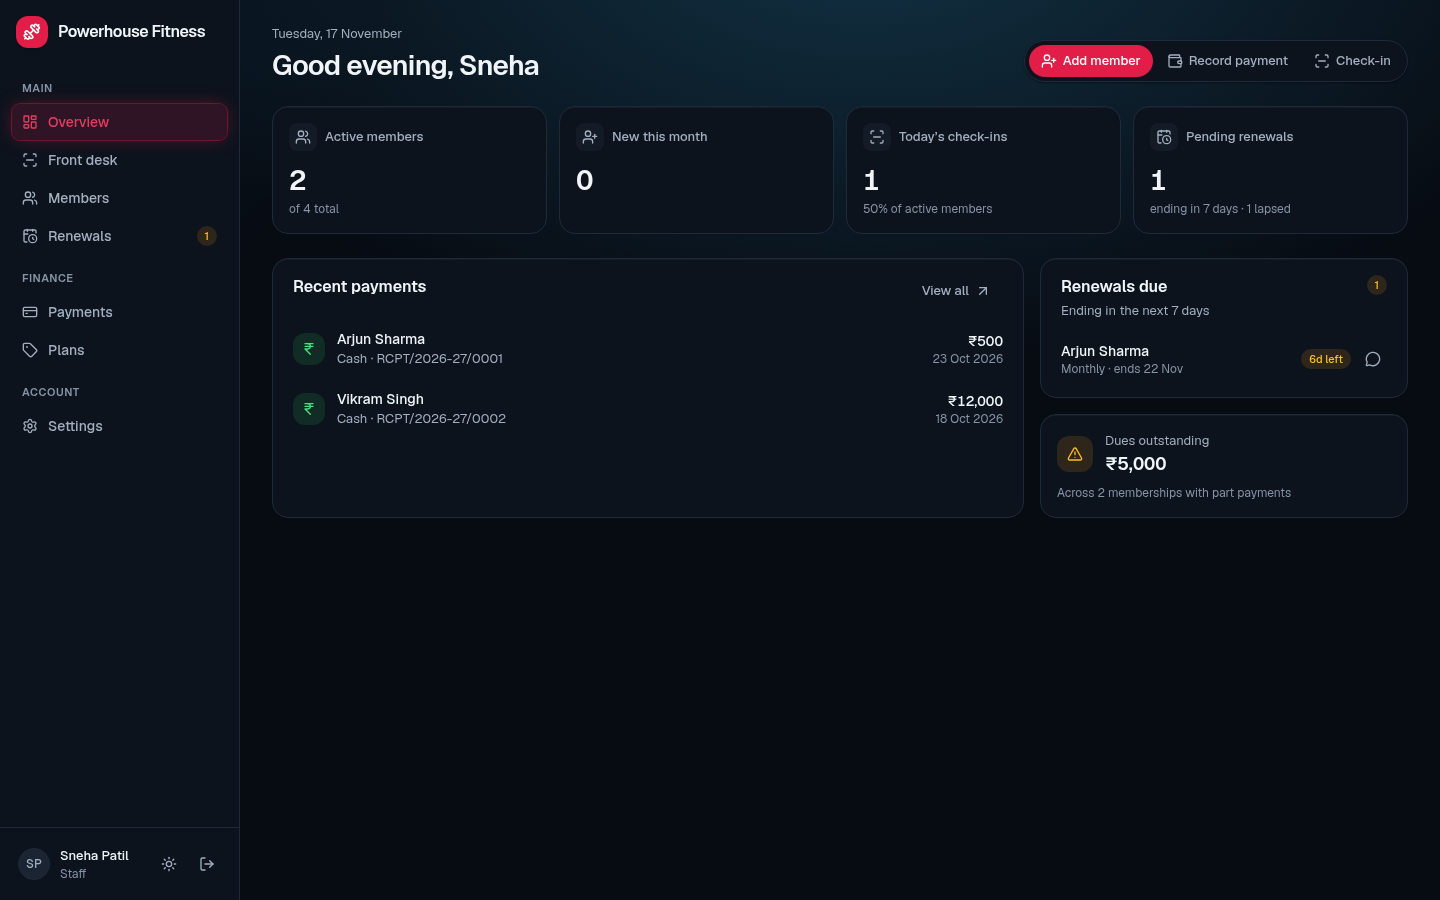 Powerhouse Fitness
MAIN
Overview
Front desk
Members
Renewals
1
FINANCE
Payments
Plans
ACCOUNT
Settings
SP
Sneha Patil
Staff
Tuesday, 17 November
Good evening, Sneha
Add member
Record payment
Check-in
Active members
2
of 4 total
New this month
0
Today's check-ins
1
50% of active members
Pending renewals
1
ending in 7 days · 1 lapsed
Recent payments
View all
₹
Arjun Sharma
Cash · RCPT/2026-27/0001
₹500
23 Oct 2026
₹
Vikram Singh
Cash · RCPT/2026-27/0002
₹12,000
18 Oct 2026
Renewals due
1
Ending in the next 7 days
Arjun Sharma
Monthly · ends 22 Nov
6d left
Dues outstanding
₹5,000
Across 2 memberships with part payments